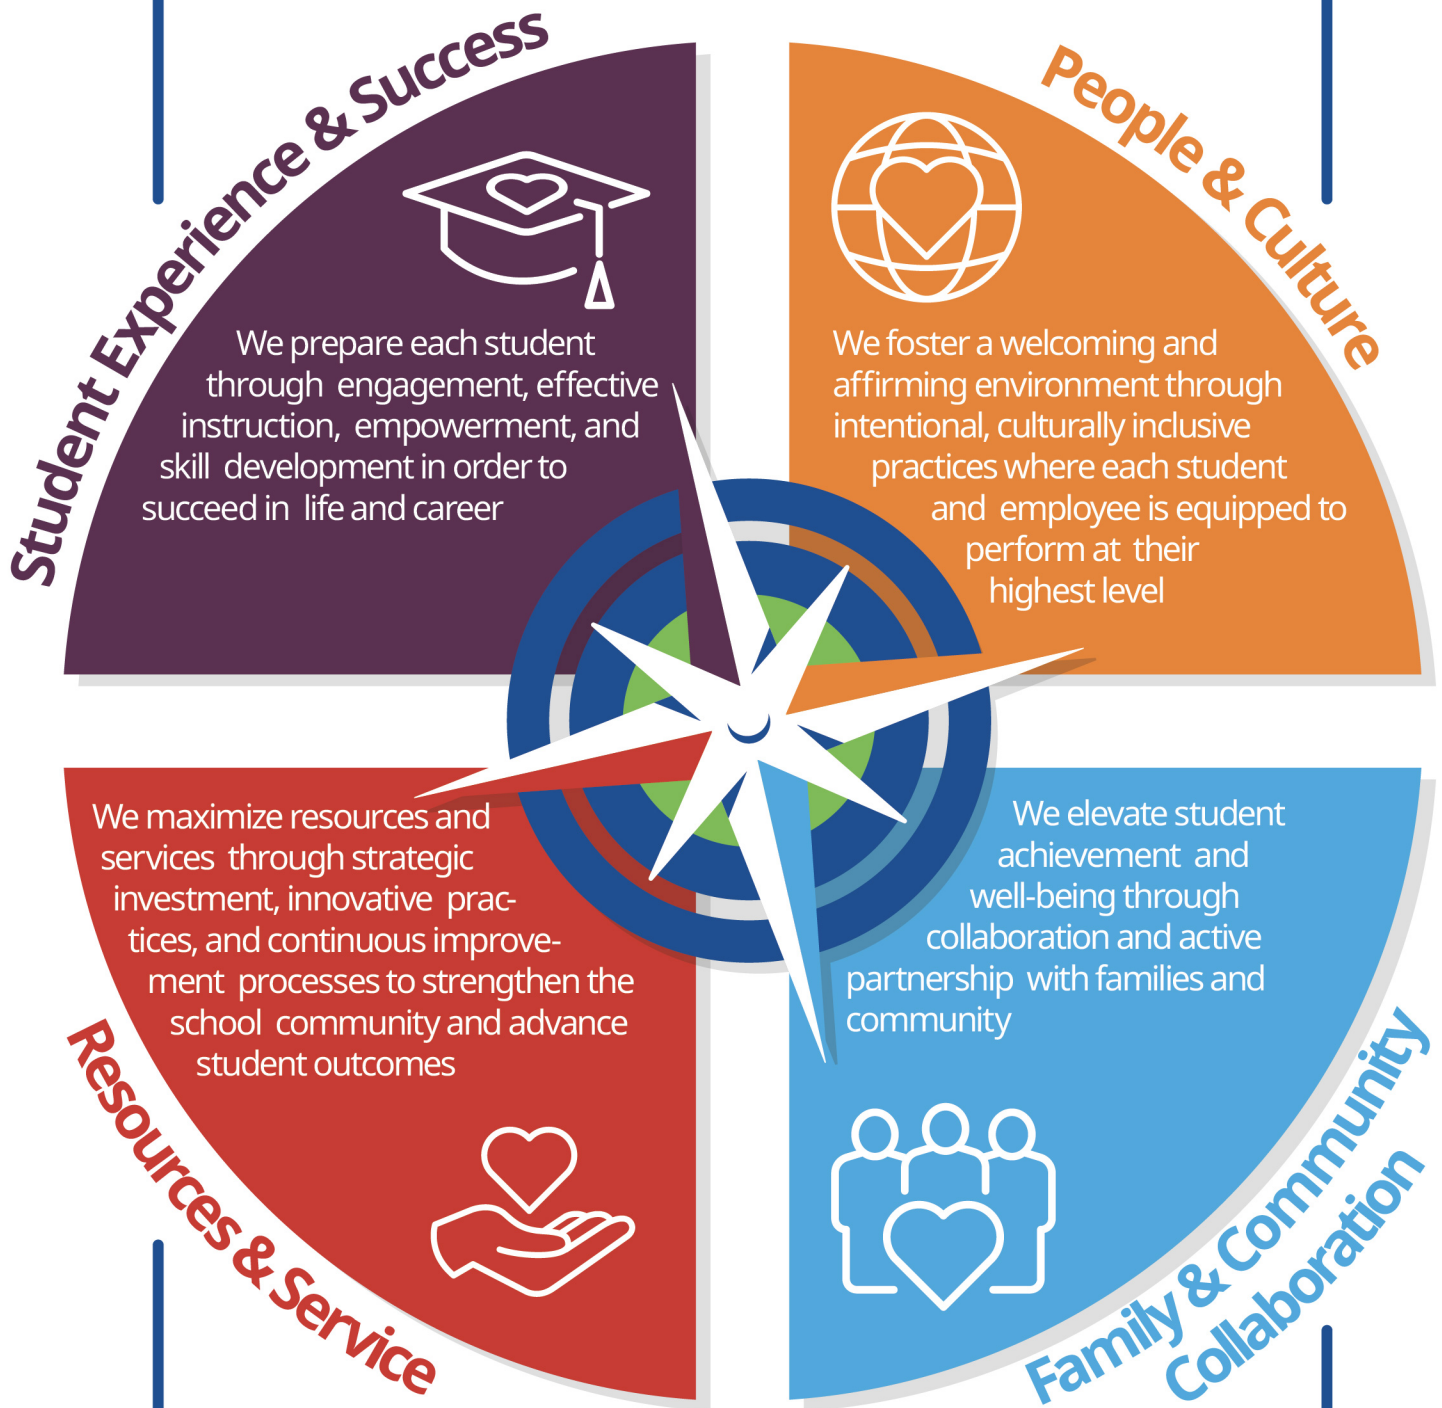 Student Experience & Success
We prepare each student
through engagement, effective
instruction, empowerment, and
skill development in order to
succeed in life and career
People & Culture
We foster a welcoming and
affirming environment through
intentional, culturally inclusive
practices where each student
and employee is equipped to
perform at their
highest level
We maximize resources and
services through strategic
investment, innovative prac-
tices, and continuous improve-
ment processes to strengthen the
school community and advance
student outcomes
Resources & Service
We elevate student
achievement and
well-being through
collaboration and active
partnership with families and
community
Family & Community
Collaboration